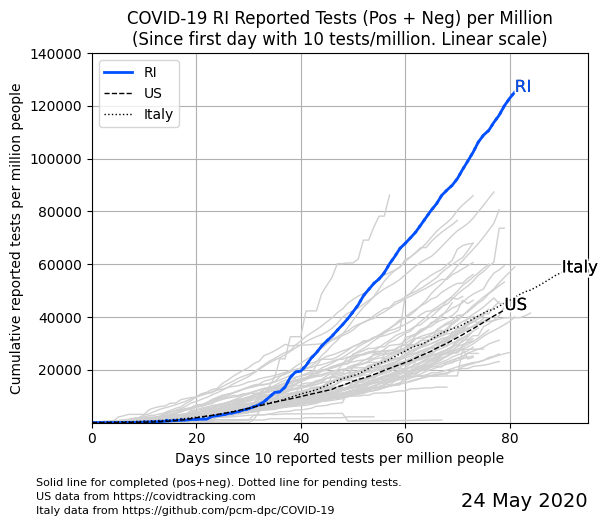 COVID-19 RI Reported Tests (Pos + Neg) per Million
(Since first day with 10 tests/million. Linear scale)
Cumulative reported tests per million people
140000
120000
100000
80000
60000
40000
20000
RI
US
Italy
RI
Italy
US
0 20 40 60 80
Days since 10 reported tests per million people
Solid line for completed (pos+neg). Dotted line for pending tests.
US data from https://covidtracking.com
Italy data from https://github.com/pcm-dpc/COVID-19
24 May 2020